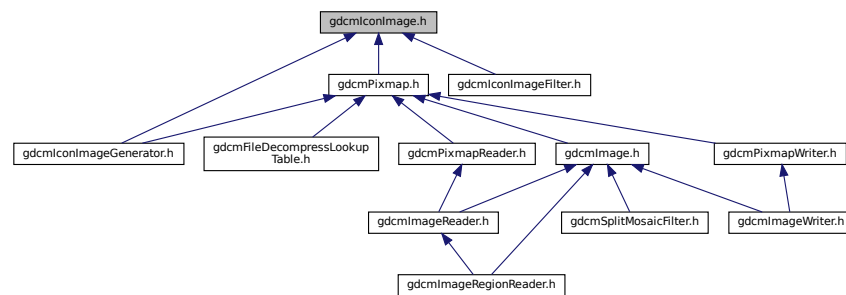 gdcmIconImage.h
gdcmPixmap.h
gdcmIconImageFilter.h
gdcmIconImageGenerator.h
gdcmFileDecompressLookup
Table.h
gdcmPixmapReader.h
gdcmImage.h
gdcmPixmapWriter.h
gdcmImageReader.h
gdcmSplitMosaicFilter.h
gdcmImageWriter.h
gdcmImageRegionReader.h